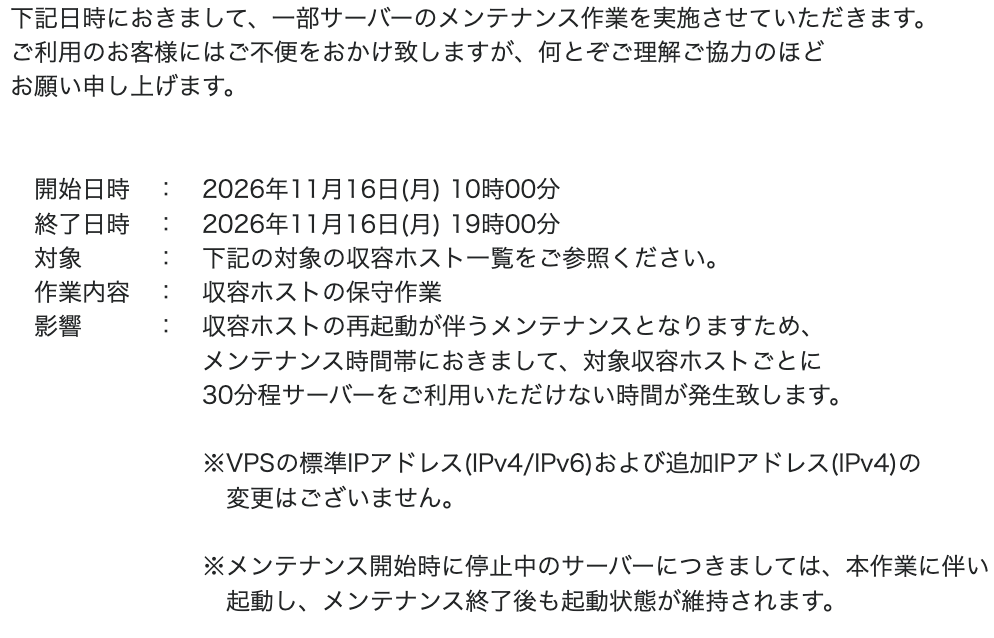 下記日時におきまして、一部サーバーのメンテナンス作業を実施させていただきます。
ご利用のお客様にはご不便をおかけ致しますが、何とぞご理解ご協力のほど
お願い申し上げます。
開始日時 : 2026年11月16日(月) 10時00分
終了日時 : 2026年11月16日(月) 19時00分
対象 : 下記の対象の収容ホスト一覧をご参照ください。
作業内容 : 収容ホストの保守作業
影響 : 収容ホストの再起動が伴うメンテナンスとなりますため、
メンテナンス時間帯におきまして、対象収容ホストごとに
30分程サーバーをご利用いただけない時間が発生致します。
※VPSの標準IPアドレス(IPv4/IPv6)および追加IPアドレス(IPv4)の
変更はございません。
※メンテナンス開始時に停止中のサーバーにつきましては、本作業に伴い
起動し、メンテナンス終了後も起動状態が維持されます。